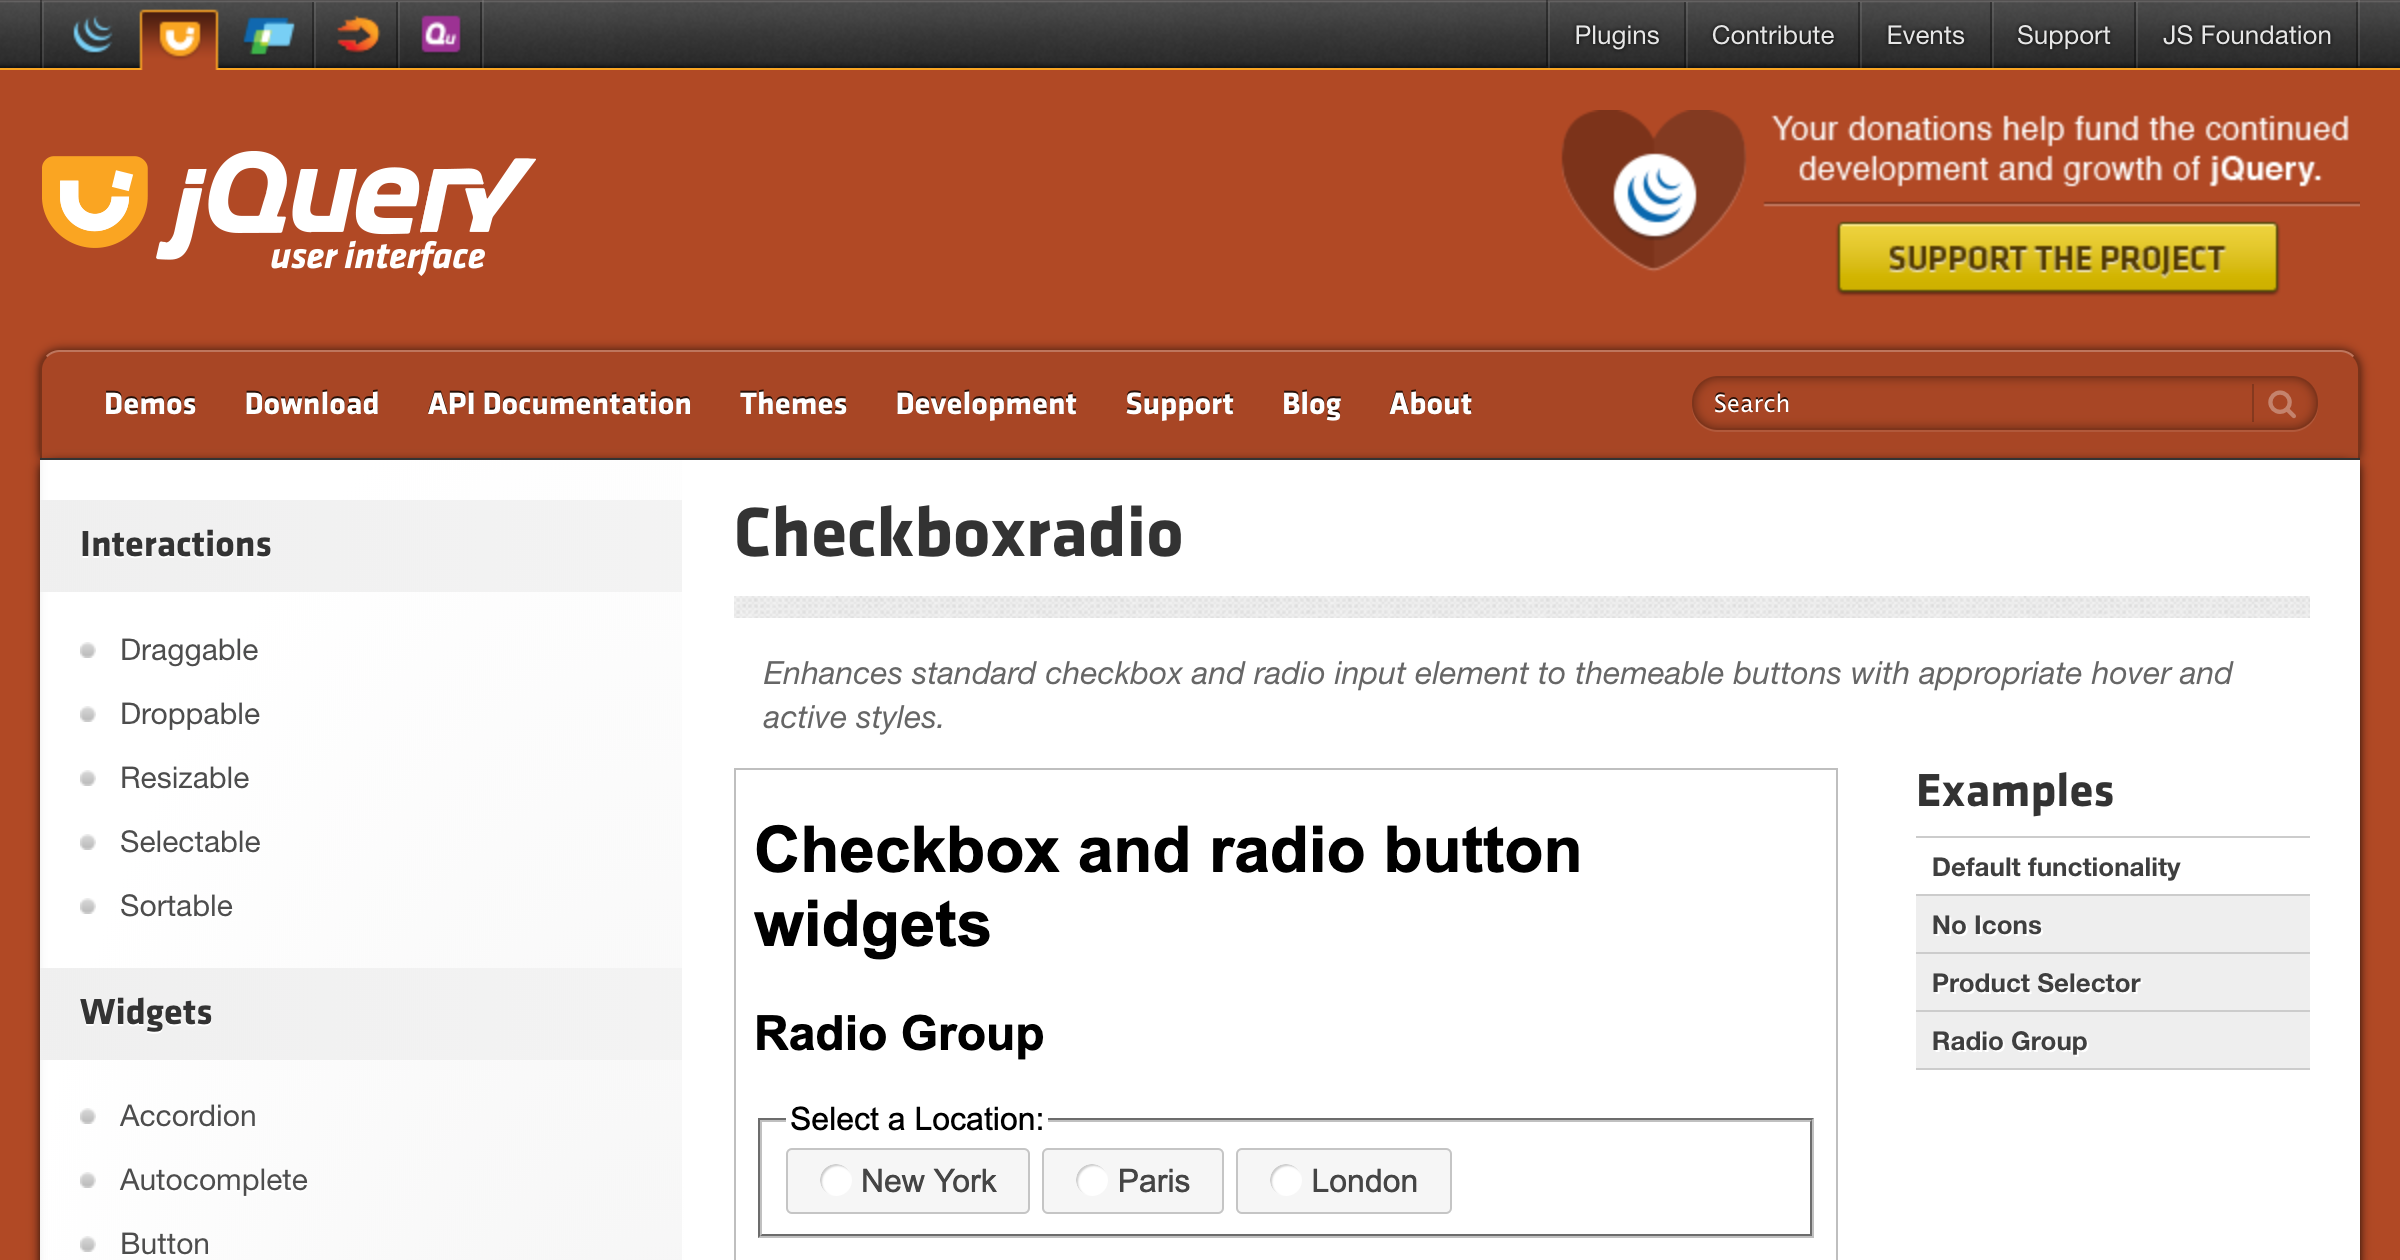 Qu
Plugins Contribute Events Support JS Foundation
jQuery
user interface
Your donations help fund the continued
development and growth of jQuery.
SUPPORT THE PROJECT
Demos Download API Documentation Themes Development Support Blog About
Search
Interactions
Draggable
Droppable
Resizable
Selectable
Sortable
Widgets
Accordion
Autocomplete
Button
Checkboxradio
Enhances standard checkbox and radio input element to themeable buttons with appropriate hover and
active styles.
Checkbox and radio button
widgets
Radio Group
Select a Location:
New York Paris London
Examples
Default functionality
No Icons
Product Selector
Radio Group